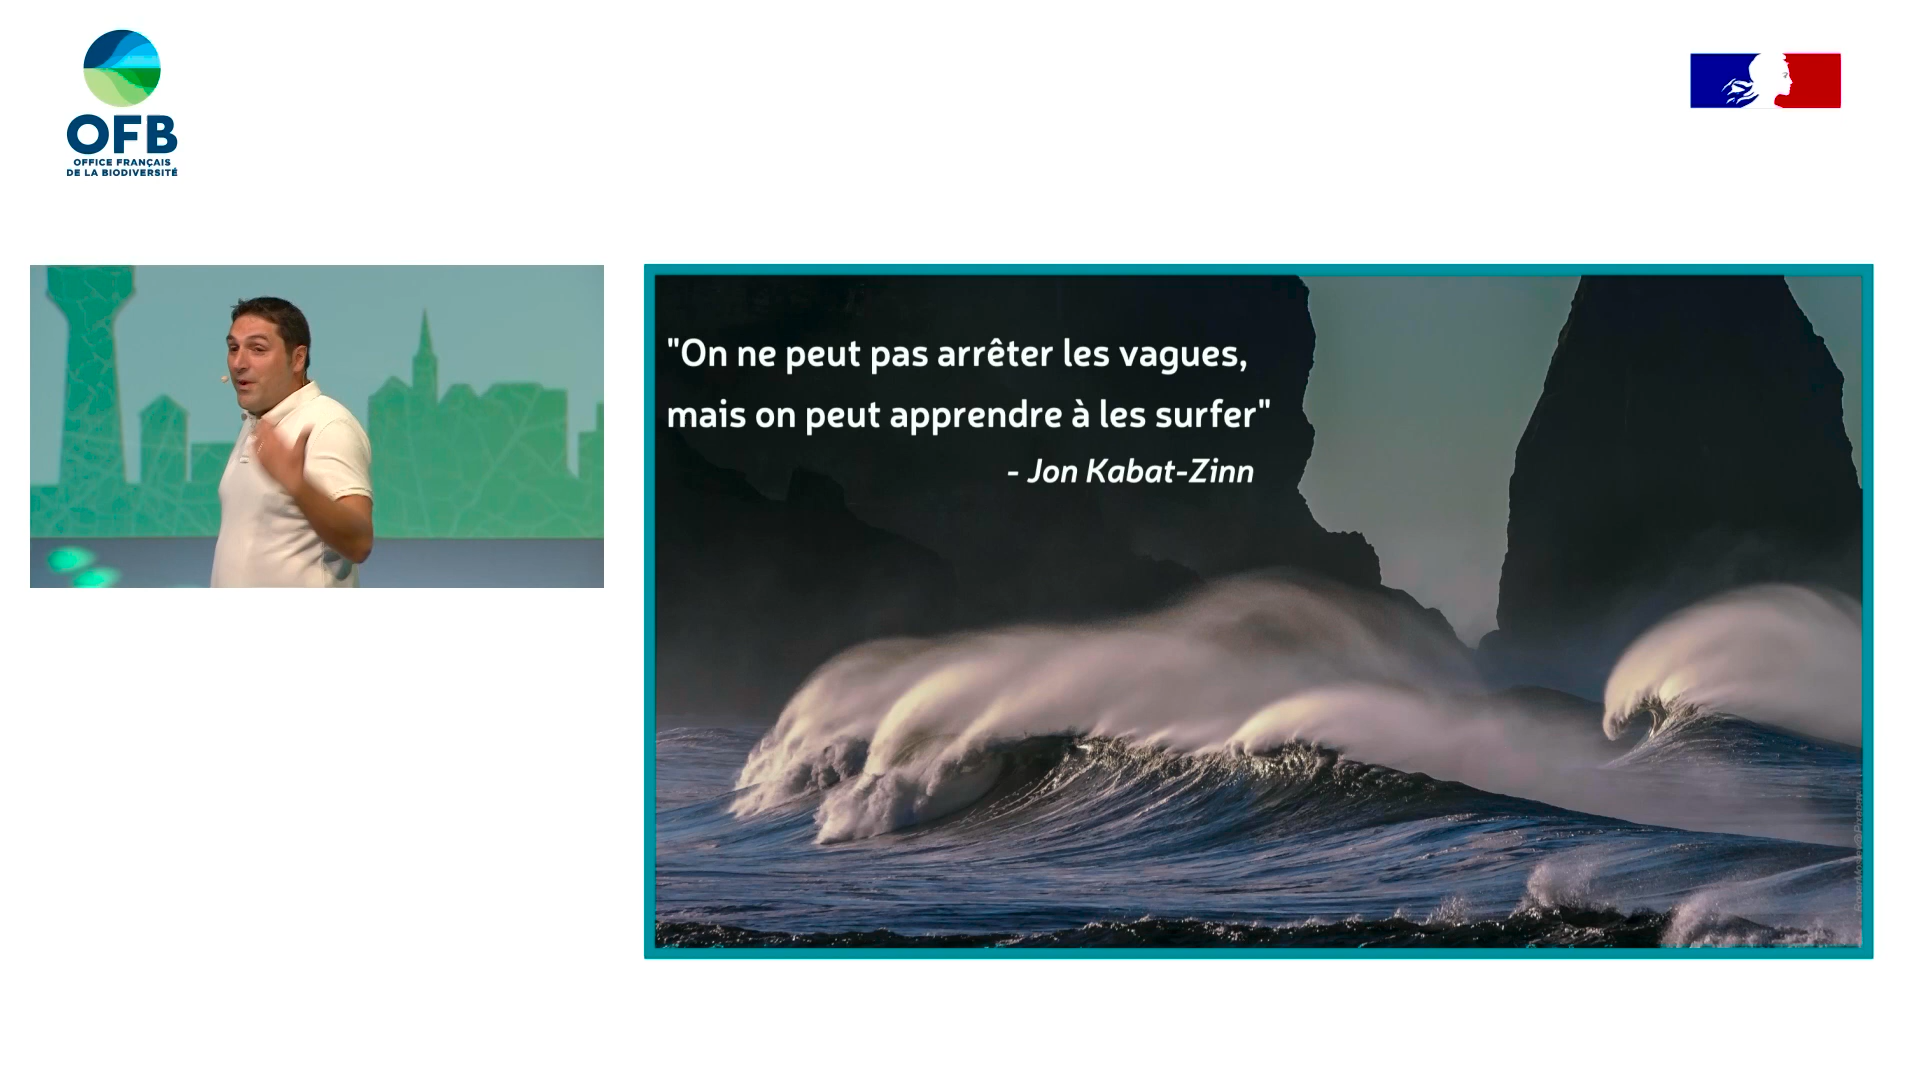 OFB
OFFICE FRANÇAIS
DE LA BIODIVERSITÉ
"On ne peut pas arrêter les vagues,
mais on peut apprendre à les surfer"
- Jon Kabat-Zinn